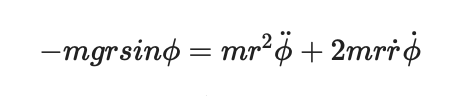 −mgrsinϕ = mr²ϕ̈ + 2mrṙϕ̇